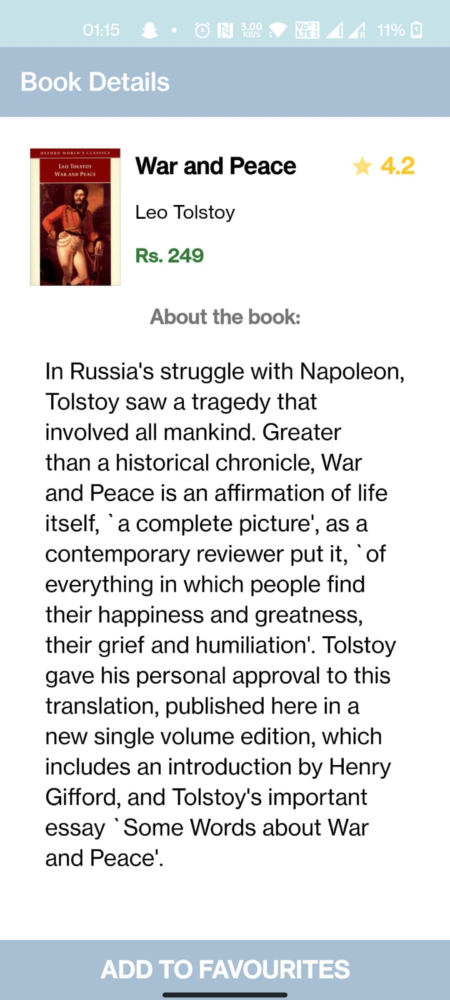 01:15
3.00
KB/S
Vo)) 1
LTE 2
R
11%
Book Details
OXFORD WORLD'S CLASSICS
LEO TOLSTOY
WAR AND PEACE
War and Peace
4.2
Leo Tolstoy
Rs. 249
About the book:
In Russia's struggle with Napoleon,
Tolstoy saw a tragedy that
involved all mankind. Greater
than a historical chronicle, War
and Peace is an affirmation of life
itself, `a complete picture', as a
contemporary reviewer put it, `of
everything in which people find
their happiness and greatness,
their grief and humiliation'. Tolstoy
gave his personal approval to this
translation, published here in a
new single volume edition, which
includes an introduction by Henry
Gifford, and Tolstoy's important
essay `Some Words about War
and Peace'.
ADD TO FAVOURITES